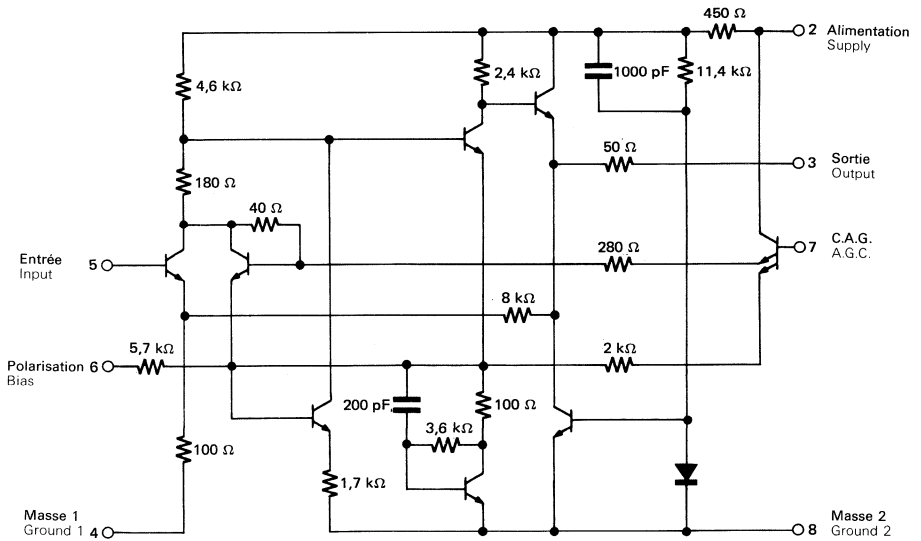 450 Ω
2 Alimentation
Supply
4,6 kΩ
2,4 kΩ
1000 pF
11,4 kΩ
50 Ω
3 Sortie
Output
180 Ω
40 Ω
Entrée
Input
5
280 Ω
7 C.A.G.
A.G.C.
8 kΩ
5,7 kΩ
Polarisation 6
Bias
2 kΩ
200 pF
100 Ω
3,6 kΩ
100 Ω
1,7 kΩ
Masse 1
Ground 1 4
8 Masse 2
Ground 2